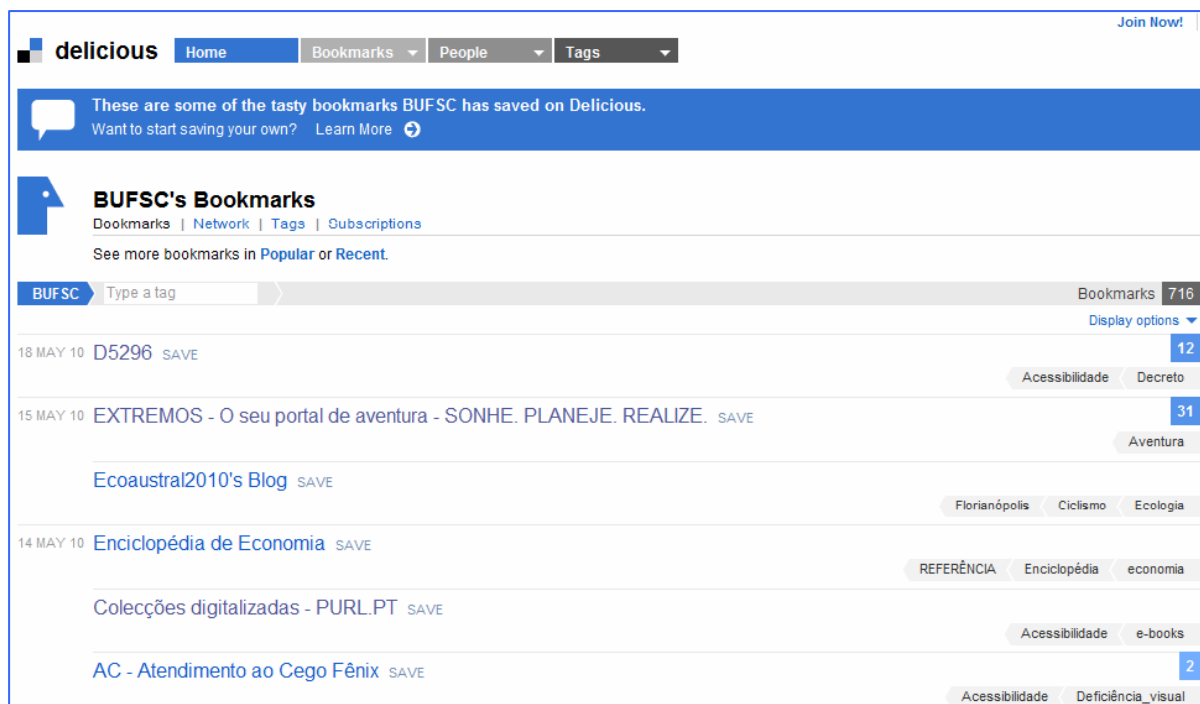 Join Now!
delicious Home Bookmarks People Tags
These are some of the tasty bookmarks BUFSC has saved on Delicious.
Want to start saving your own? Learn More
BUFSC's Bookmarks
Bookmarks | Network | Tags | Subscriptions
See more bookmarks in Popular or Recent.
BUFSC Type a tag Bookmarks 716
Display options
18 MAY 10 D5296 SAVE 12
Acessibilidade Decreto
15 MAY 10 EXTREMOS - O seu portal de aventura - SONHE. PLANEJE. REALIZE. SAVE 31
Aventura
Ecoaustral2010's Blog SAVE
Florianópolis Ciclismo Ecologia
14 MAY 10 Enciclopédia de Economia SAVE
REFERÊNCIA Enciclopédia economia
Colecções digitalizadas - PURL.PT SAVE
Acessibilidade e-books
AC - Atendimento ao Cego Fênix SAVE 2
Acessibilidade Deficiência_visual